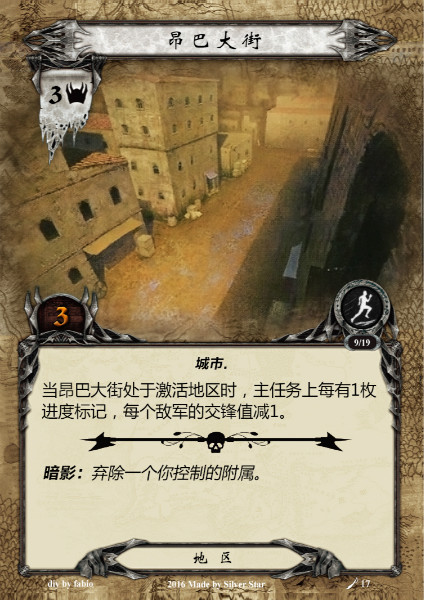 昂巴大街
3
3
9/19
城市.
当昂巴大街处于激活地区时，主任务上每有1枚
进度标记，每个敌军的交锋值减1。
暗影：弃除一个你控制的附属。
地 区
diy by fabio
2016 Made by Silver Star
17